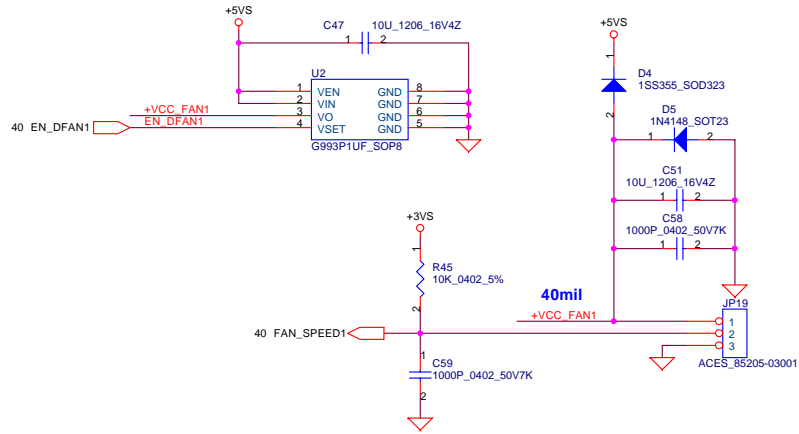 +5VS
C47
10U_1206_16V4Z
1 2
U2
1 VEN GND 8
2 VIN GND 7
3 VO GND 6
4 VSET GND 5
G993P1UF_SOP8
+VCC_FAN1
40 EN_DFAN1
EN_DFAN1
+5VS
1
D4
1SS355_SOD323
2
D5
1N4148_SOT23
1 2
C51
10U_1206_16V4Z
1 2
C58
1000P_0402_50V7K
1 2
+3VS
1
R45
10K_0402_5%
2
40mil
+VCC_FAN1
40 FAN_SPEED1
1
C59
1000P_0402_50V7K
2
JP19
1
2
3
ACES_85205-03001